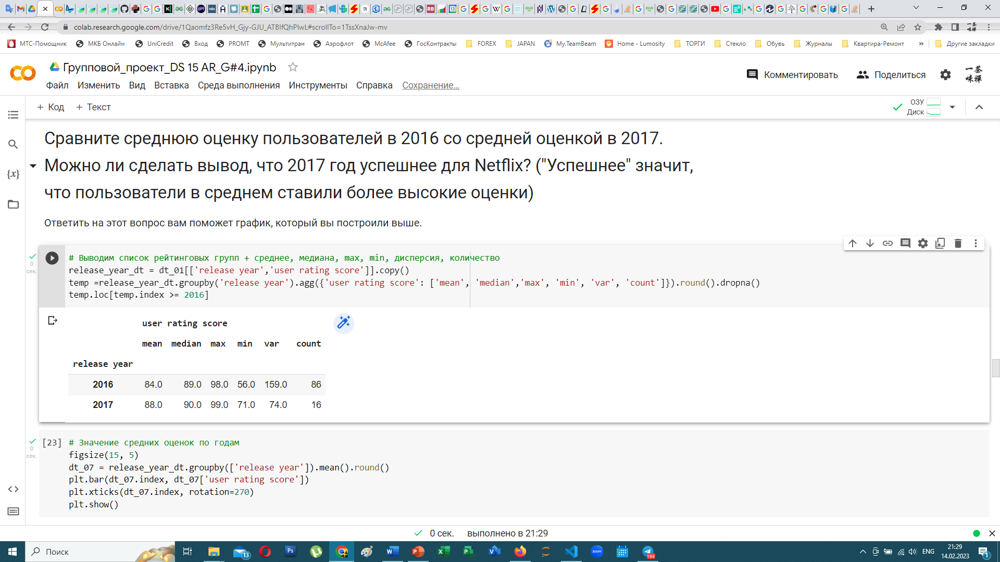 colab.research.google.com/drive/1Qaomfz3Re5vH_Gjy-GJU_ATBIfQhPIwL#scrollTo=1TssXnaJw-mv
МТС-Помощник МКБ Онлайн UniCredit Вход PROMT Мультитран Аэрофлот McAfee ГосКонтракты FOREX JAPAN My.TeamBeam Home - Lumosity ТОРГИ Стекло Обувь Журналы Квартира-Ремонт » Другие закладки
Групповой_проект_DS 15 AR_G#4.ipynb
Комментировать Поделиться
一茶
味禅
Файл Изменить Вид Вставка Среда выполнения Инструменты Справка Сохранение...
+ Код + Текст
ОЗУ
Диск
Сравните среднюю оценку пользователей в 2016 со средней оценкой в 2017.
Можно ли сделать вывод, что 2017 год успешнее для Netflix? ("Успешнее" значит,
что пользователи в среднем ставили более высокие оценки)
Ответить на этот вопрос вам поможет график, который вы построили выше.
0
сек.
# Выводим список рейтинговых групп + среднее, медиана, max, min, дисперсия, количество
release_year_dt = dt_01[['release year','user rating score']].copy()
temp =release_year_dt.groupby('release year').agg({'user rating score': ['mean', 'median','max', 'min', 'var', 'count']}).round().dropna()
temp.loc[temp.index >= 2016]
user rating score
mean median max min var count
release year
2016 84.0 89.0 98.0 56.0 159.0 86
2017 88.0 90.0 99.0 71.0 74.0 16
0
сек.
[23] # Значение средних оценок по годам
figsize(15, 5)
dt_07 = release_year_dt.groupby(['release year']).mean().round()
plt.bar(dt_07.index, dt_07['user rating score'])
plt.xticks(dt_07.index, rotation=270)
plt.show()
0 сек. выполнено в 21:29
Поиск
13
194
ENG
21:29
14.02.2023
1